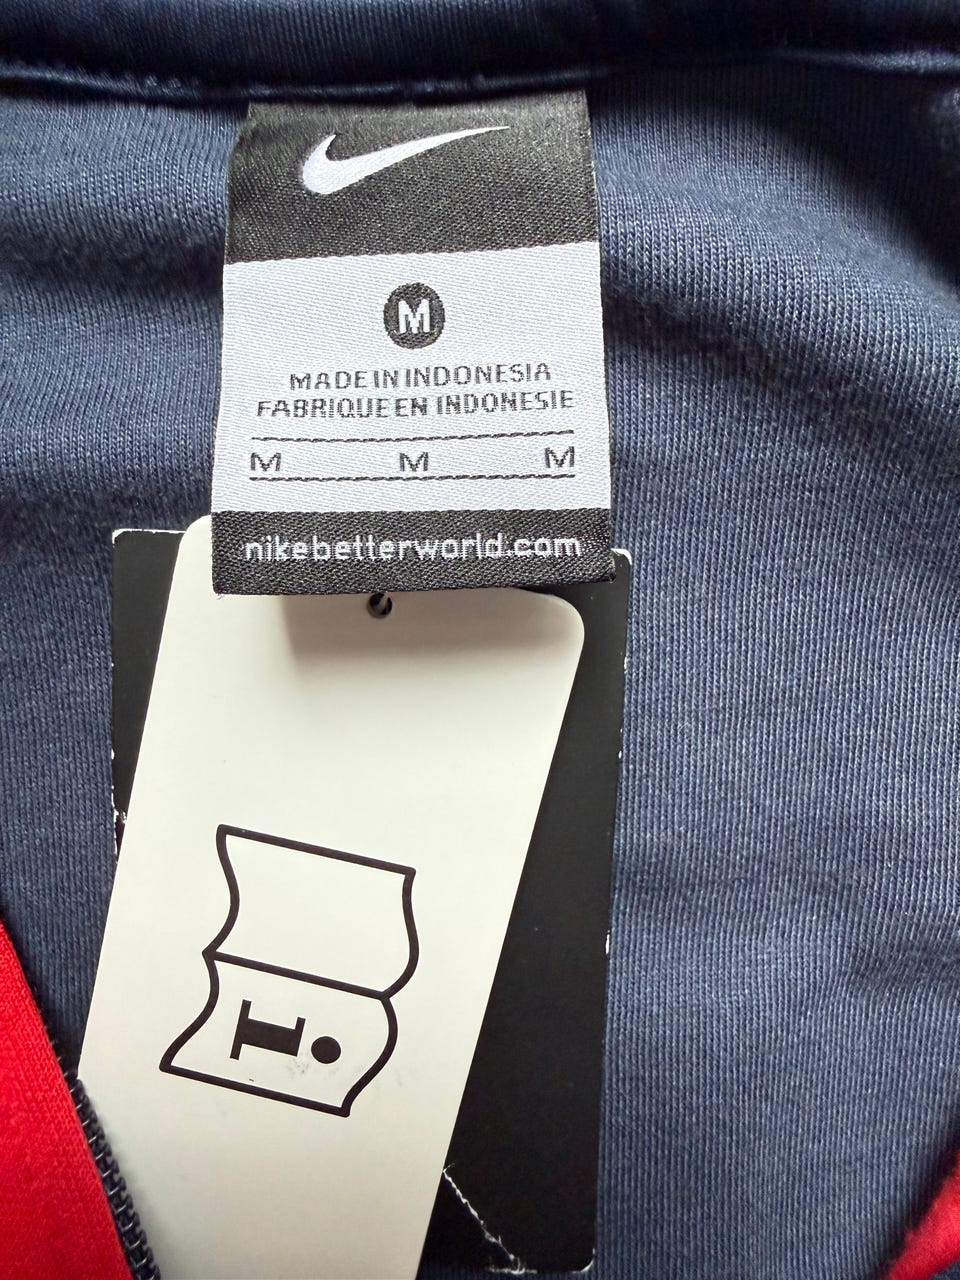 M
MADE IN INDONESIA
FABRIQUE EN INDONESIE
M M M
nikebetterworld.com